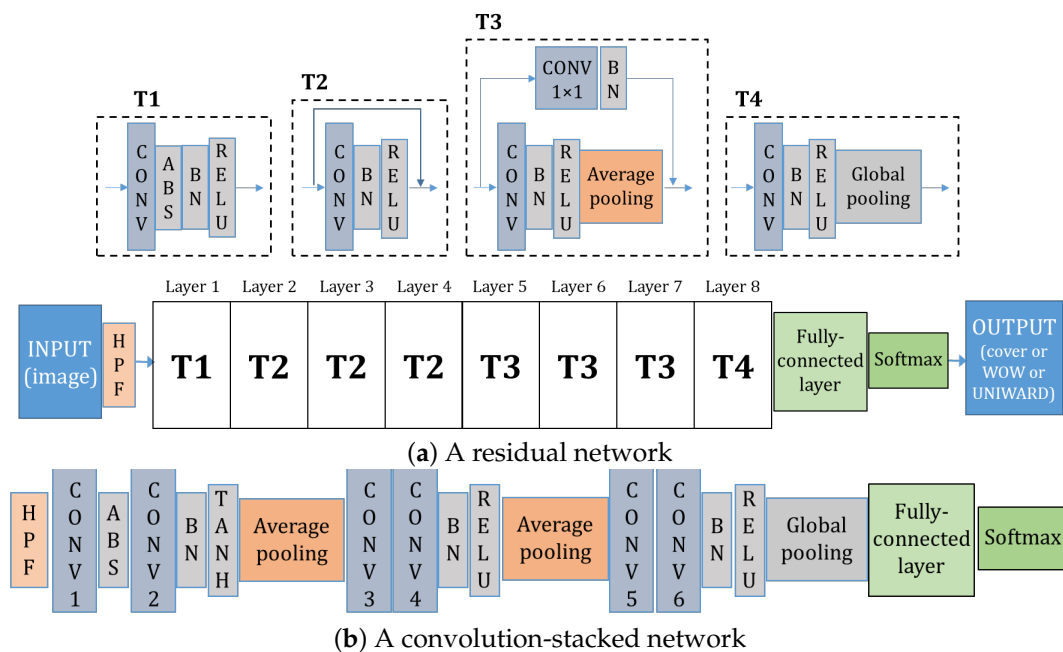 T1
T2
T3
T4
CONV
ABS
BN
RELU
CONV
BN
RELU
CONV
1×1
BN
CONV
BN
RELU
Average
pooling
CONV
BN
RELU
Global
pooling
Layer 1 Layer 2 Layer 3 Layer 4 Layer 5 Layer 6 Layer 7 Layer 8
INPUT
(image)
HPF
T1 T2 T2 T2 T3 T3 T3 T4
Fully-
connected
layer
Softmax
OUTPUT
(cover or
WOW or
UNIWARD)
(a) A residual network
HPF
CONV1
ABS
CONV2
BN
TANH
Average
pooling
CONV3
CONV4
BN
RELU
Average
pooling
CONV5
CONV6
BN
RELU
Global
pooling
Fully-
connected
layer
Softmax
(b) A convolution-stacked network